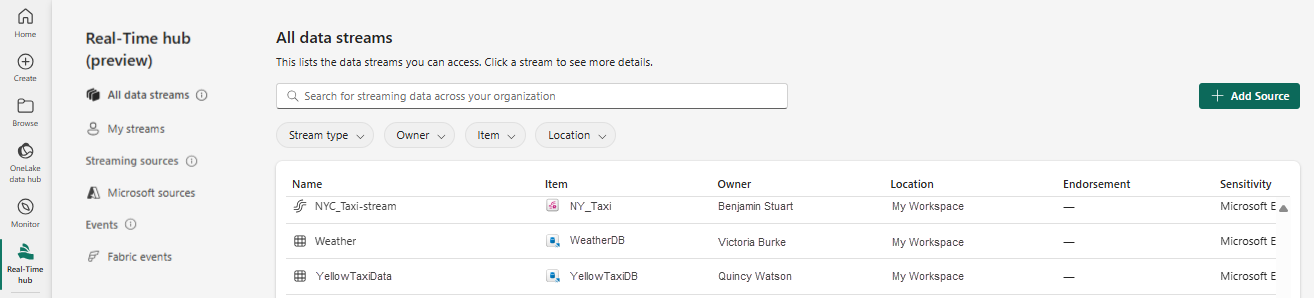 Home
Create
Browse
OneLake
data hub
Monitor
Real-Time
hub
Real-Time hub
(preview)
All data streams
My streams
Streaming sources
Microsoft sources
Events
Fabric events
All data streams
This lists the data streams you can access. Click a stream to see more details.
Search for streaming data across your organization
Add Source
Stream type Owner Item Location
Name Item Owner Location Endorsement Sensitivity
NYC_Taxi-stream NY_Taxi Benjamin Stuart My Workspace — Microsoft E
Weather WeatherDB Victoria Burke My Workspace — Microsoft E
YellowTaxiData YellowTaxiDB Quincy Watson My Workspace — Microsoft E